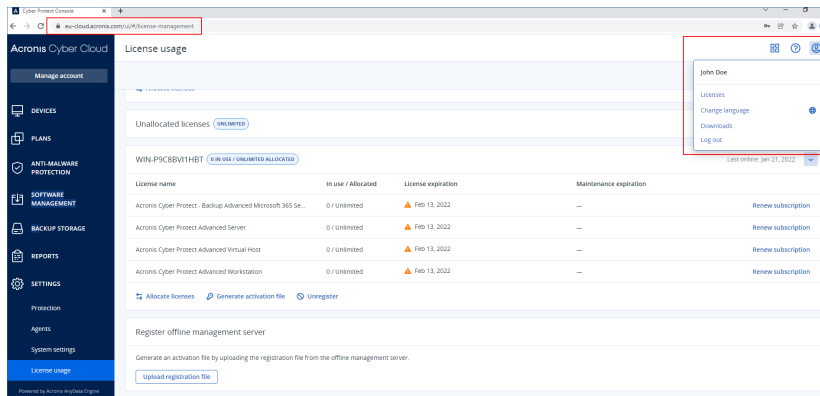 Cyber Protect Console
eu-cloud.acronis.com/ui/#/license-management
Acronis Cyber Cloud
License usage
Manage account
John Doe
Licenses
Change language
Downloads
Log out
DEVICES
PLANS
ANTI-MALWARE
PROTECTION
SOFTWARE
MANAGEMENT
BACKUP STORAGE
REPORTS
SETTINGS
Protection
Agents
System settings
License usage
Powered by Acronis AnyData Engine
Unallocated licenses UNLIMITED
WIN-P9C8BVI1HBT 0 IN USE / UNLIMITED ALLOCATED Last online: Jan 21, 2022
License name In use / Allocated License expiration Maintenance expiration
Acronis Cyber Protect - Backup Advanced Microsoft 365 Se... 0 / Unlimited Feb 13, 2022 — Renew subscription
Acronis Cyber Protect Advanced Server 0 / Unlimited Feb 13, 2022 — Renew subscription
Acronis Cyber Protect Advanced Virtual Host 0 / Unlimited Feb 13, 2022 — Renew subscription
Acronis Cyber Protect Advanced Workstation 0 / Unlimited Feb 13, 2022 — Renew subscription
Allocate licenses Generate activation file Unregister
Register offline management server
Generate an activation file by uploading the registration file from the offline management server.
Upload registration file